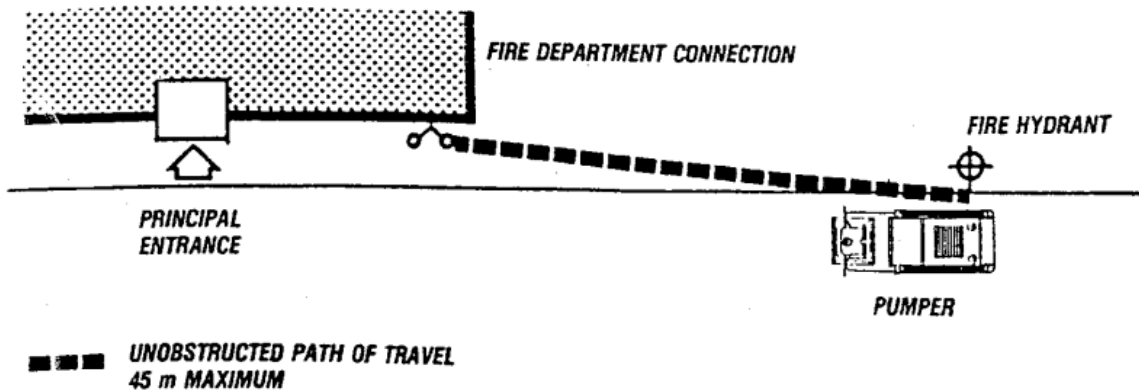 FIRE DEPARTMENT CONNECTION
FIRE HYDRANT
PRINCIPAL
ENTRANCE
PUMPER
UNOBSTRUCTED PATH OF TRAVEL
45 m MAXIMUM